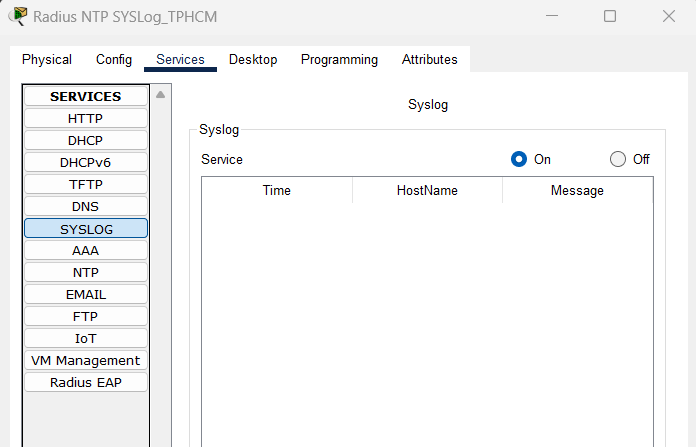 Radius NTP SYSLog_TPHCM
Physical Config Services Desktop Programming Attributes
SERVICES
HTTP
DHCP
DHCPv6
TFTP
DNS
SYSLOG
AAA
NTP
EMAIL
FTP
IoT
VM Management
Radius EAP
Syslog
Syslog
Service On Off
Time HostName Message